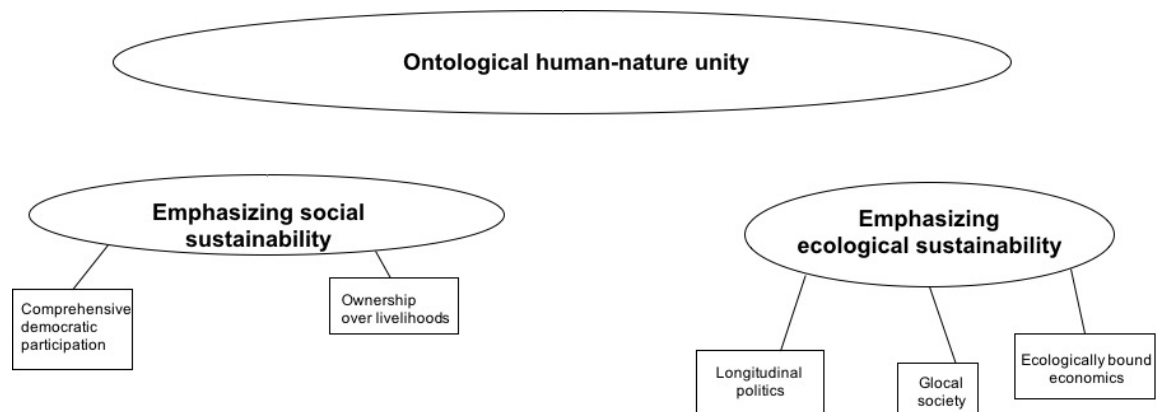 Ontological human-nature unity
Emphasizing social
sustainability
Emphasizing
ecological sustainability
Comprehensive
democratic
participation
Ownership
over livelihoods
Longitudinal
politics
Glocal
society
Ecologically bound
economics